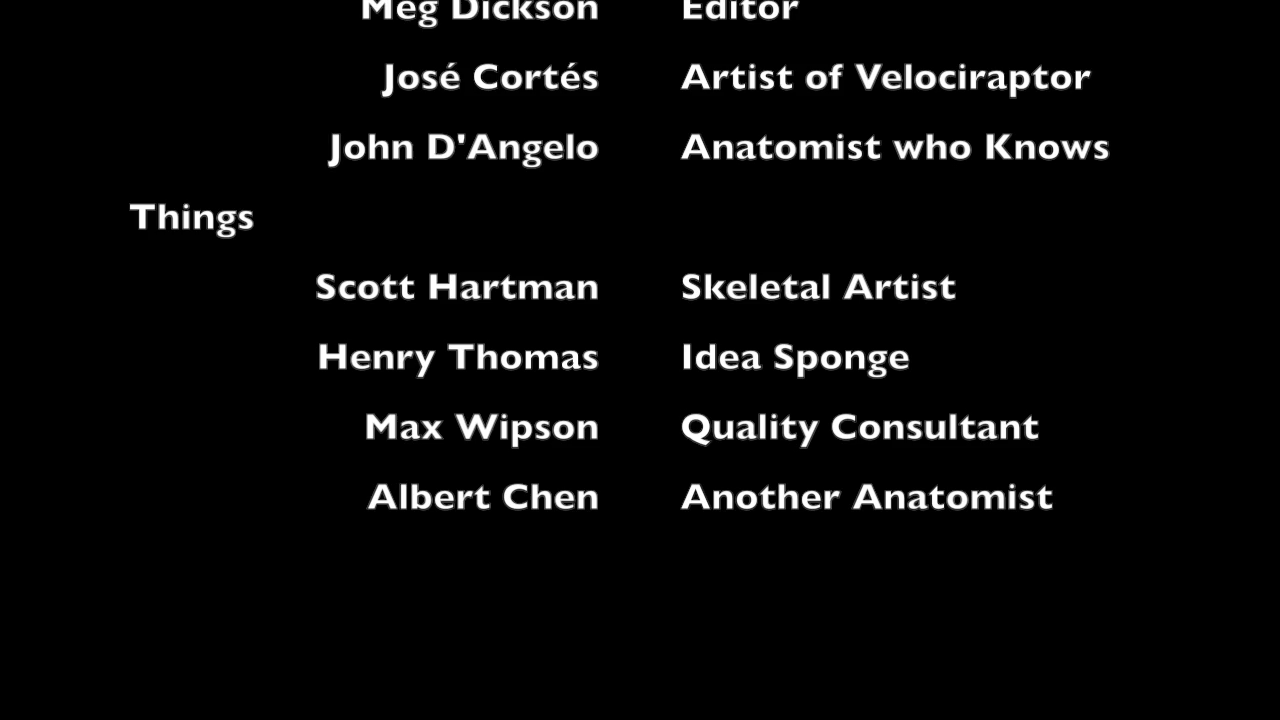 Meg Dickson Editor
José Cortés Artist of Velociraptor
John D'Angelo Anatomist who Knows
Things
Scott Hartman Skeletal Artist
Henry Thomas Idea Sponge
Max Wipson Quality Consultant
Albert Chen Another Anatomist